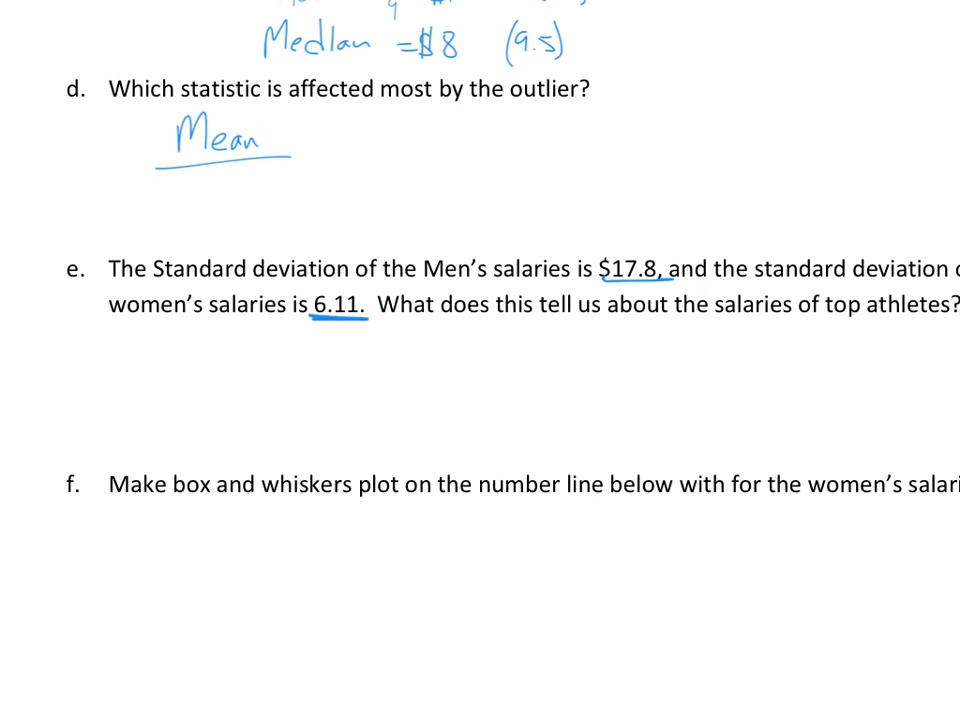 Median = $8 (9.5)
d. Which statistic is affected most by the outlier?
Mean
e. The Standard deviation of the Men's salaries is $17.8, and the standard deviation
women's salaries is 6.11. What does this tell us about the salaries of top athletes?
f. Make box and whiskers plot on the number line below with for the women's